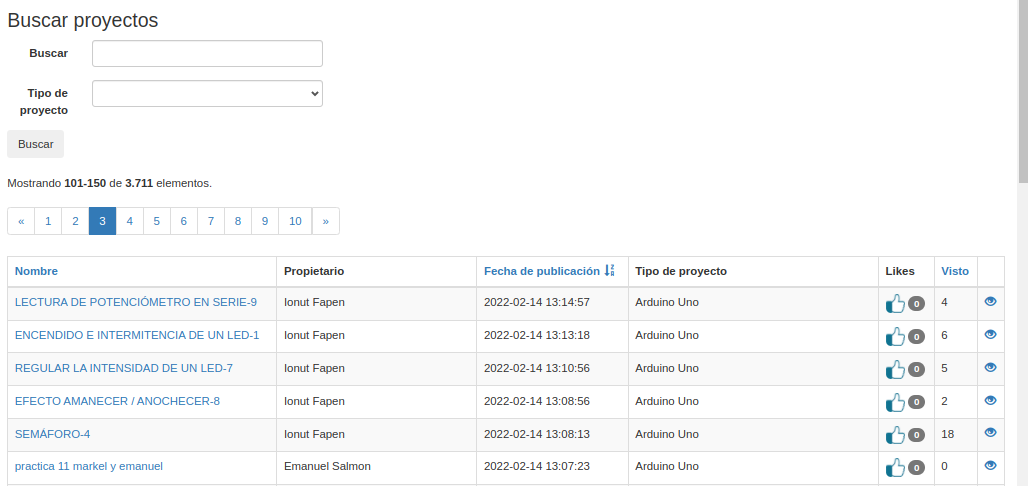 Buscar proyectos
Buscar
Tipo de
proyecto
Buscar
Mostrando 101-150 de 3.711 elementos.
« 1 2 3 4 5 6 7 8 9 10 »
Nombre Propietario Fecha de publicación Tipo de proyecto Likes Visto
LECTURA DE POTENCIÓMETRO EN SERIE-9 Ionut Fapen 2022-02-14 13:14:57 Arduino Uno 0 4
ENCENDIDO E INTERMITENCIA DE UN LED-1 Ionut Fapen 2022-02-14 13:13:18 Arduino Uno 0 6
REGULAR LA INTENSIDAD DE UN LED-7 Ionut Fapen 2022-02-14 13:10:56 Arduino Uno 0 5
EFECTO AMANECER / ANOCHECER-8 Ionut Fapen 2022-02-14 13:08:56 Arduino Uno 0 2
SEMÁFORO-4 Ionut Fapen 2022-02-14 13:08:13 Arduino Uno 0 18
practica 11 markel y emanuel Emanuel Salmon 2022-02-14 13:07:23 Arduino Uno 0 0